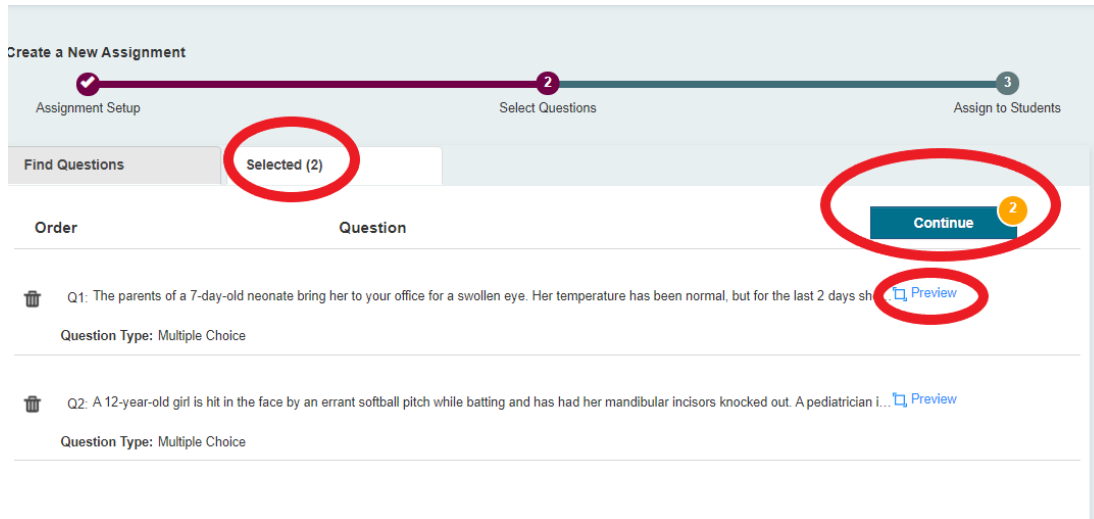 Create a New Assignment
2
3
Assignment Setup
Select Questions
Assign to Students
Find Questions
Selected (2)
Order
Question
Continue
2
Q1: The parents of a 7-day-old neonate bring her to your office for a swollen eye. Her temperature has been normal, but for the last 2 days sh... Preview
Question Type: Multiple Choice
Q2: A 12-year-old girl is hit in the face by an errant softball pitch while batting and has had her mandibular incisors knocked out. A pediatrician i... Preview
Question Type: Multiple Choice